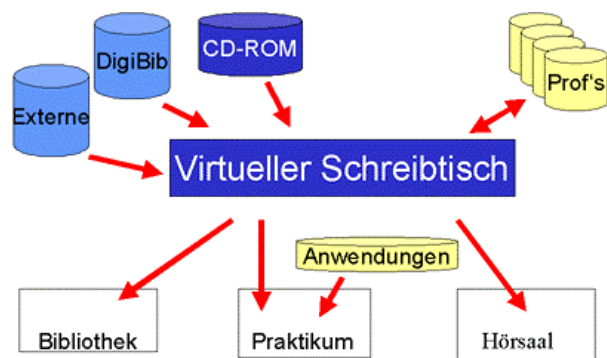 CD-ROM
DigiBib
Prof's
Externe
Virtueller Schreibtisch
Anwendungen
Bibliothek
Praktikum
Hörsaal